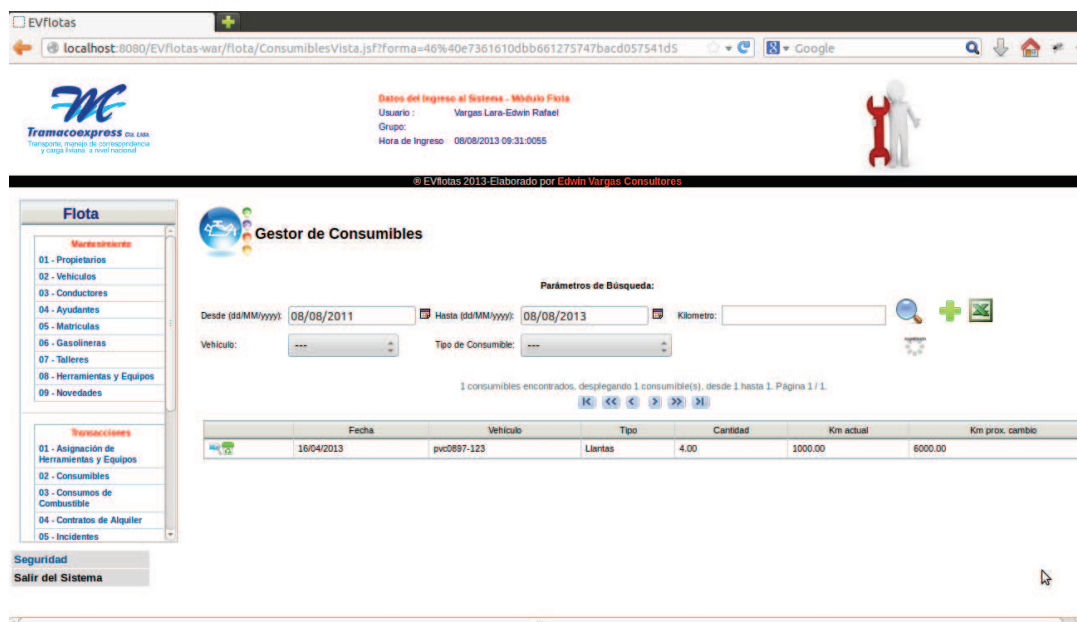 EVflotas
localhost:8080/EVflotas-war/flota/ConsumiblesVista.jsf?forma=46%40e7361610dbb661275747bacd057541d5
Google
Tramacoexpress Cia. Ltda.
Transporte, manejo de correspondencia
y carga liviana a nivel nacional
Datos del Ingreso al Sistema - Módulo Flota
Usuario : Vargas Lara-Edwin Rafael
Grupo:
Hora de Ingreso 08/08/2013 09:31:0055
® EVflotas 2013-Elaborado por Edwin Vargas Consultores
Flota
Mantenimiento
01 - Propietarios
02 - Vehículos
03 - Conductores
04 - Ayudantes
05 - Matriculas
06 - Gasolineras
07 - Talleres
08 - Herramientas y Equipos
09 - Novedades
Transacciones
01 - Asignación de
Herramientas y Equipos
02 - Consumibles
03 - Consumos de
Combustible
04 - Contratos de Alquiler
05 - Incidentes
Seguridad
Salir del Sistema
Gestor de Consumibles
Parámetros de Búsqueda:
Desde (dd/MM/yyyy): 08/08/2011 Hasta (dd/MM/yyyy): 08/08/2013 Kilometro:
Vehículo: --- Tipo de Consumible: ---
1 consumibles encontrados, desplegando 1 consumible(s), desde 1 hasta 1. Página 1 / 1.
Fecha Vehículo Tipo Cantidad Km actual Km prox. cambio
16/04/2013 pvc0897-123 Llantas 4.00 1000.00 6000.00